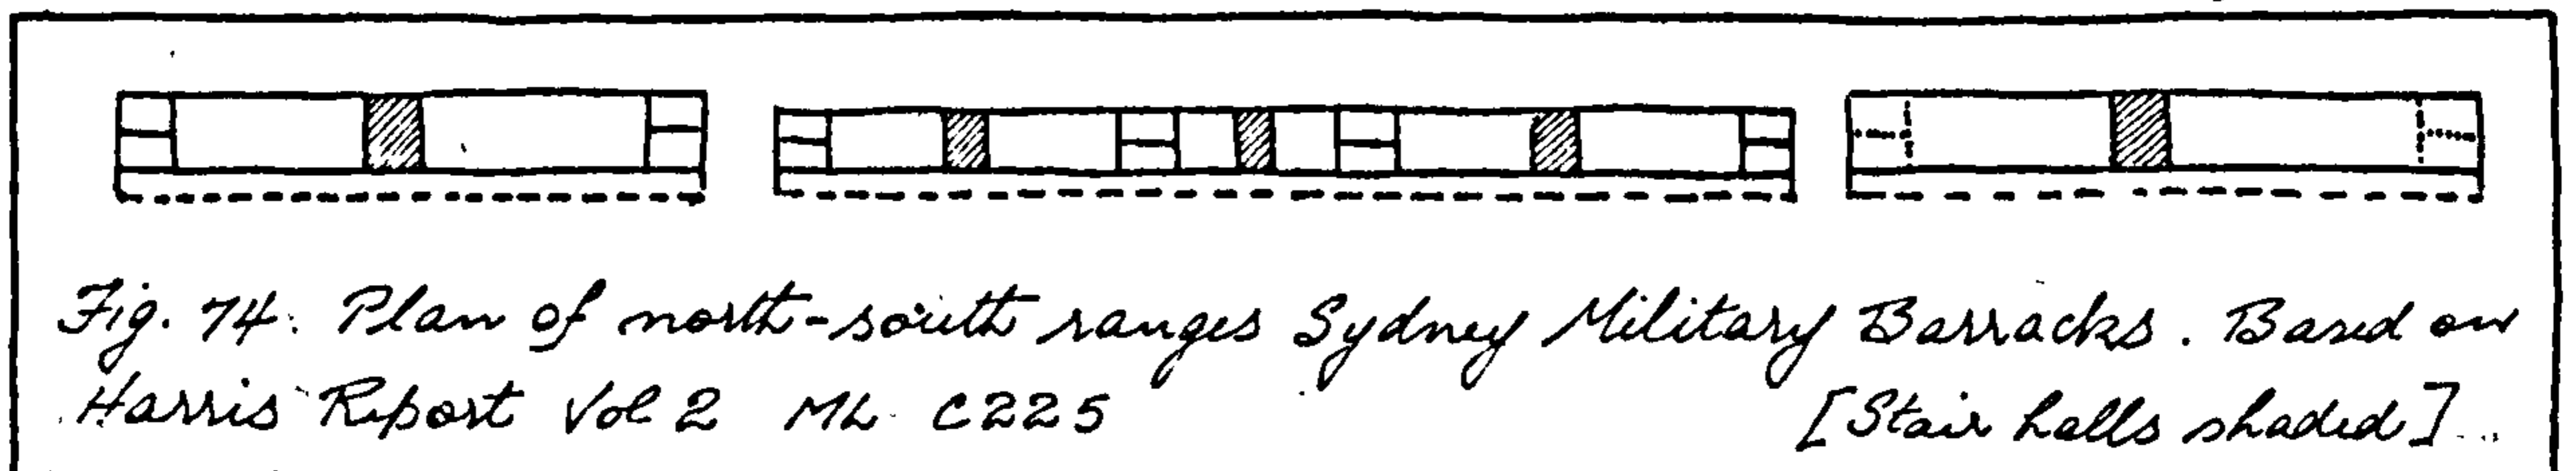 Fig. 74. Plan of north-south ranges Sydney Military Barracks. Based on
Harris Report Vol 2 ML C225 [Stair halls shaded]